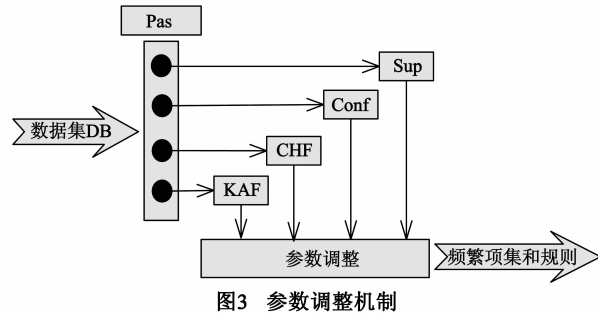 Pas
Sup
Conf
数据集DB
CHF
KAF
参数调整
频繁项集和规则
图3 参数调整机制